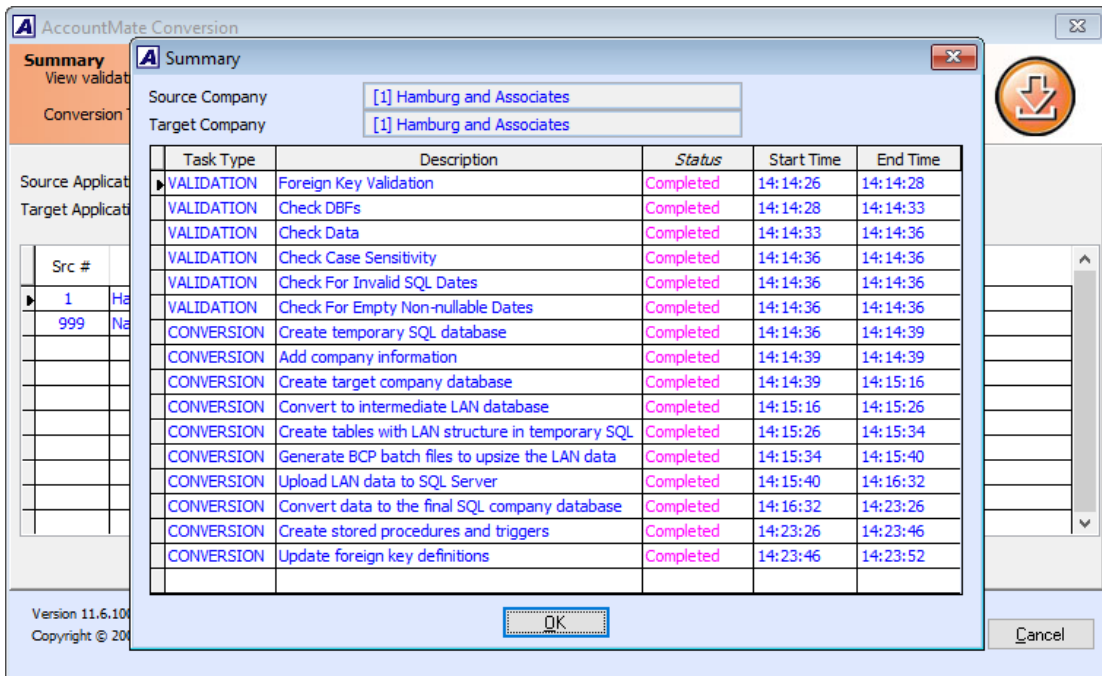 AccountMate Conversion
Summary
View validat
Conversion T
Source Applicat
Target Applicati
Src #
1 Ha
999 Na
Version 11.6.100
Copyright © 200
Cancel
Summary
Source Company [1] Hamburg and Associates
Target Company [1] Hamburg and Associates
Task Type Description Status Start Time End Time
VALIDATION Foreign Key Validation Completed 14:14:26 14:14:28
VALIDATION Check DBFs Completed 14:14:28 14:14:33
VALIDATION Check Data Completed 14:14:33 14:14:36
VALIDATION Check Case Sensitivity Completed 14:14:36 14:14:36
VALIDATION Check For Invalid SQL Dates Completed 14:14:36 14:14:36
VALIDATION Check For Empty Non-nullable Dates Completed 14:14:36 14:14:36
CONVERSION Create temporary SQL database Completed 14:14:36 14:14:39
CONVERSION Add company information Completed 14:14:39 14:14:39
CONVERSION Create target company database Completed 14:14:39 14:15:16
CONVERSION Convert to intermediate LAN database Completed 14:15:16 14:15:26
CONVERSION Create tables with LAN structure in temporary SQL Completed 14:15:26 14:15:34
CONVERSION Generate BCP batch files to upsize the LAN data Completed 14:15:34 14:15:40
CONVERSION Upload LAN data to SQL Server Completed 14:15:40 14:16:32
CONVERSION Convert data to the final SQL company database Completed 14:16:32 14:23:26
CONVERSION Create stored procedures and triggers Completed 14:23:26 14:23:46
CONVERSION Update foreign key definitions Completed 14:23:46 14:23:52
OK